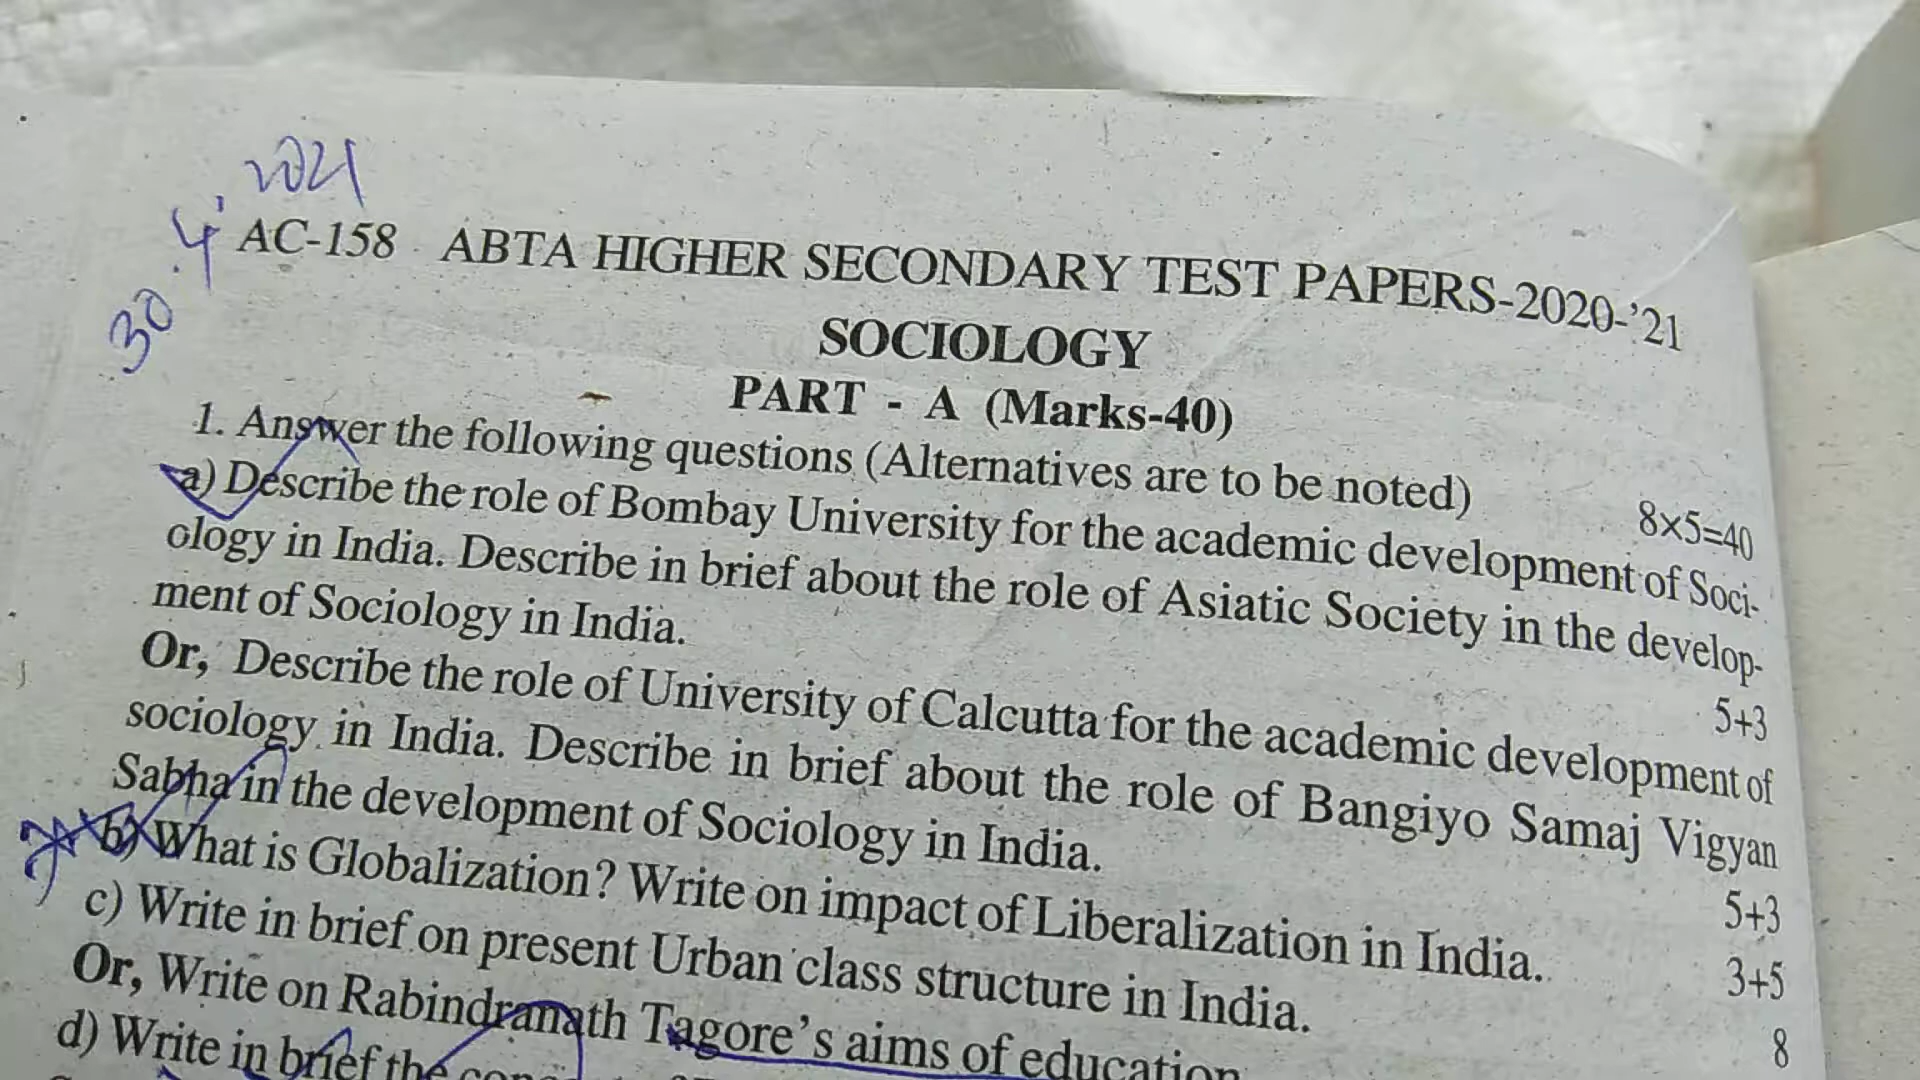 2021
30.4.
AC-158 ABTA HIGHER SECONDARY TEST PAPERS-2020-'21
SOCIOLOGY
PART - A (Marks-40)
1. Answer the following questions (Alternatives are to be noted) 8×5=40
a) Describe the role of Bombay University for the academic development of Soci-
ology in India. Describe in brief about the role of Asiatic Society in the develop-
ment of Sociology in India. 5+3
Or, Describe the role of University of Calcutta for the academic development of
sociology in India. Describe in brief about the role of Bangiyo Samaj Vigyan
Sabha in the development of Sociology in India. 5+3
b) What is Globalization? Write on impact of Liberalization in India. 3+5
c) Write in brief on present Urban class structure in India. 8
Or, Write on Rabindranath Tagore's aims of education
d) Write in brief the